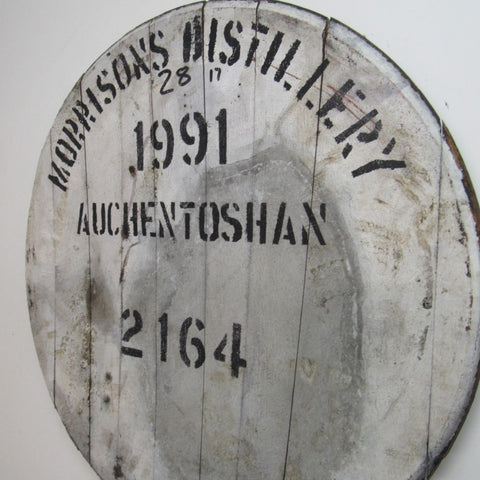 MORRISONS DISTILLERY
28 17
1991
AUCHENTOSHAN
2164